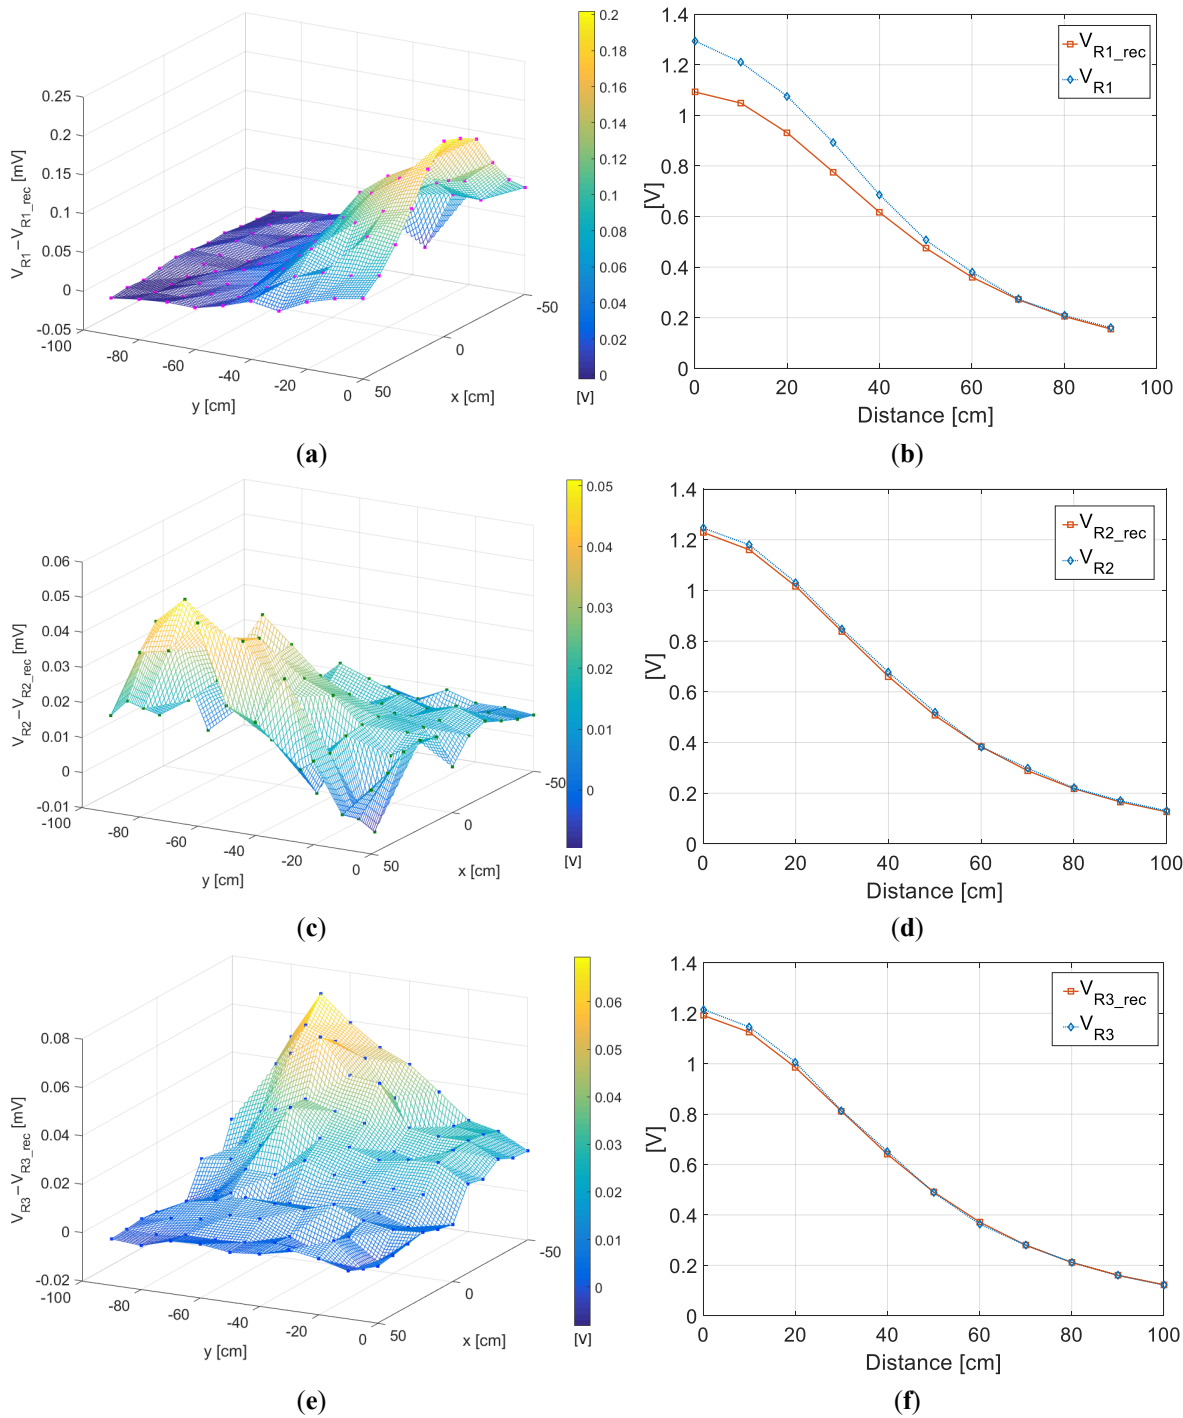 0.25
0.2
0.15
0.1
0.05
0
-0.05
-100
-80
-60
-40
-20
0
50
0
-50
V_R1−V_R1_rec [mV]
y [cm]
x [cm]
0.2
0.18
0.16
0.14
0.12
0.1
0.08
0.06
0.04
0.02
0
[V]
(a)
1.4
1.2
1
0.8
0.6
0.4
0.2
0
[V]
0 20 40 60 80 100
Distance [cm]
V_R1_rec
V_R1
(b)
0.06
0.05
0.04
0.03
0.02
0.01
0
-0.01
-100
-80
-60
-40
-20
0
50
0
-50
V_R2−V_R2_rec [mV]
y [cm]
x [cm]
0.05
0.04
0.03
0.02
0.01
0
[V]
(c)
1.4
1.2
1
0.8
0.6
0.4
0.2
0
[V]
0 20 40 60 80 100
Distance [cm]
V_R2_rec
V_R2
(d)
0.08
0.06
0.04
0.02
0
-0.02
-100
-80
-60
-40
-20
0
50
0
-50
V_R3−V_R3_rec [mV]
y [cm]
x [cm]
0.06
0.05
0.04
0.03
0.02
0.01
0
[V]
(e)
1.4
1.2
1
0.8
0.6
0.4
0.2
0
[V]
0 20 40 60 80 100
Distance [cm]
V_R3_rec
V_R3
(f)